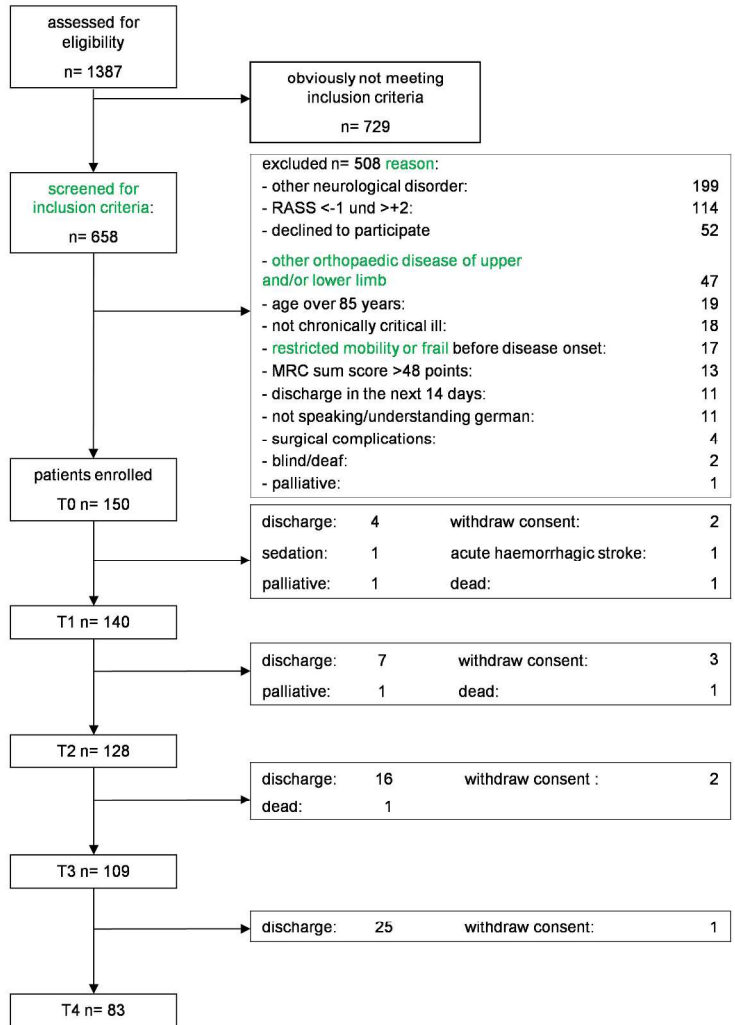 assessed for
eligibility
n= 1387
obviously not meeting
inclusion criteria
n= 729
screened for
inclusion criteria:
n= 658
excluded n= 508 reason:
- other neurological disorder: 199
- RASS <-1 und >+2: 114
- declined to participate 52
- other orthopaedic disease of upper
and/or lower limb 47
- age over 85 years: 19
- not chronically critical ill: 18
- restricted mobility or frail before disease onset: 17
- MRC sum score >48 points: 13
- discharge in the next 14 days: 11
- not speaking/understanding german: 11
- surgical complications: 4
- blind/deaf: 2
- palliative: 1
patients enrolled
T0 n= 150
discharge: 4 withdraw consent: 2
sedation: 1 acute haemorrhagic stroke: 1
palliative: 1 dead: 1
T1 n= 140
discharge: 7 withdraw consent: 3
palliative: 1 dead: 1
T2 n= 128
discharge: 16 withdraw consent : 2
dead: 1
T3 n= 109
discharge: 25 withdraw consent: 1
T4 n= 83